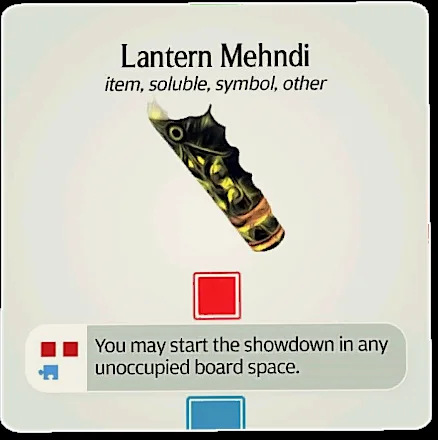 Lantern Mehndi
item, soluble, symbol, other
You may start the showdown in any
unoccupied board space.